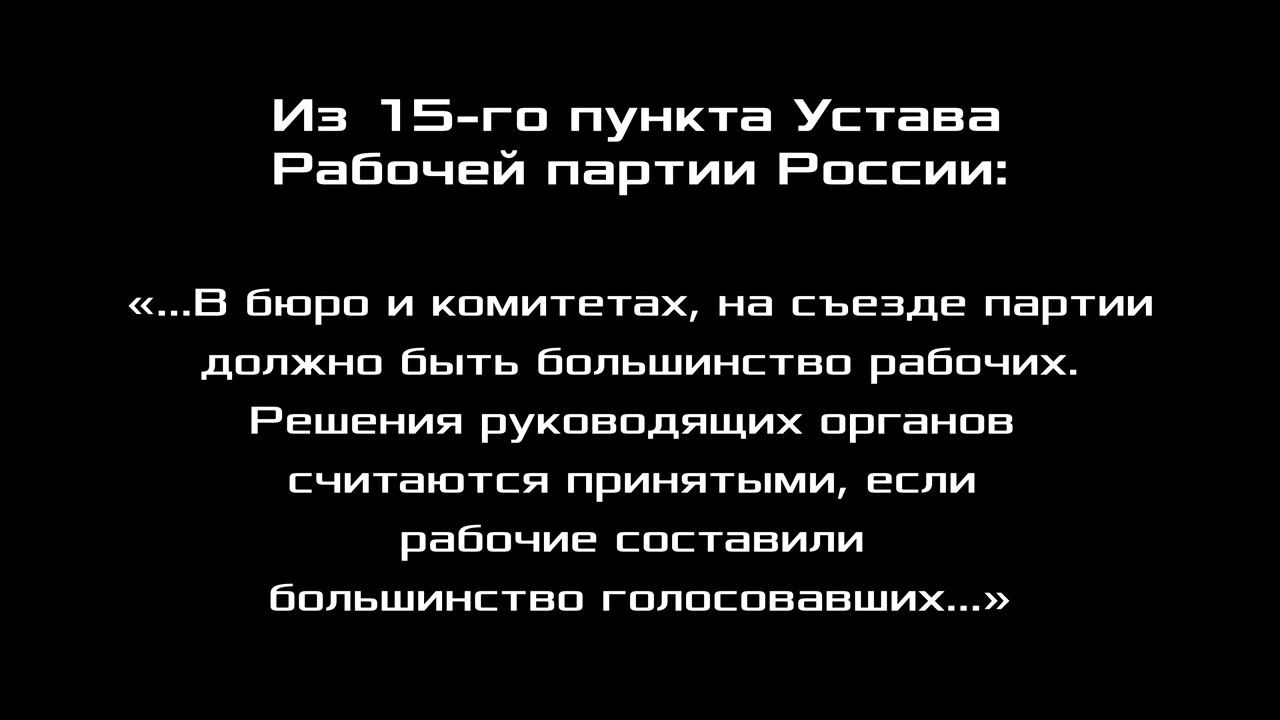 Из 15-го пункта Устава
Рабочей партии России:
«...В бюро и комитетах, на съезде партии
должно быть большинство рабочих.
Решения руководящих органов
считаются принятыми, если
рабочие составили
большинство голосовавших...»